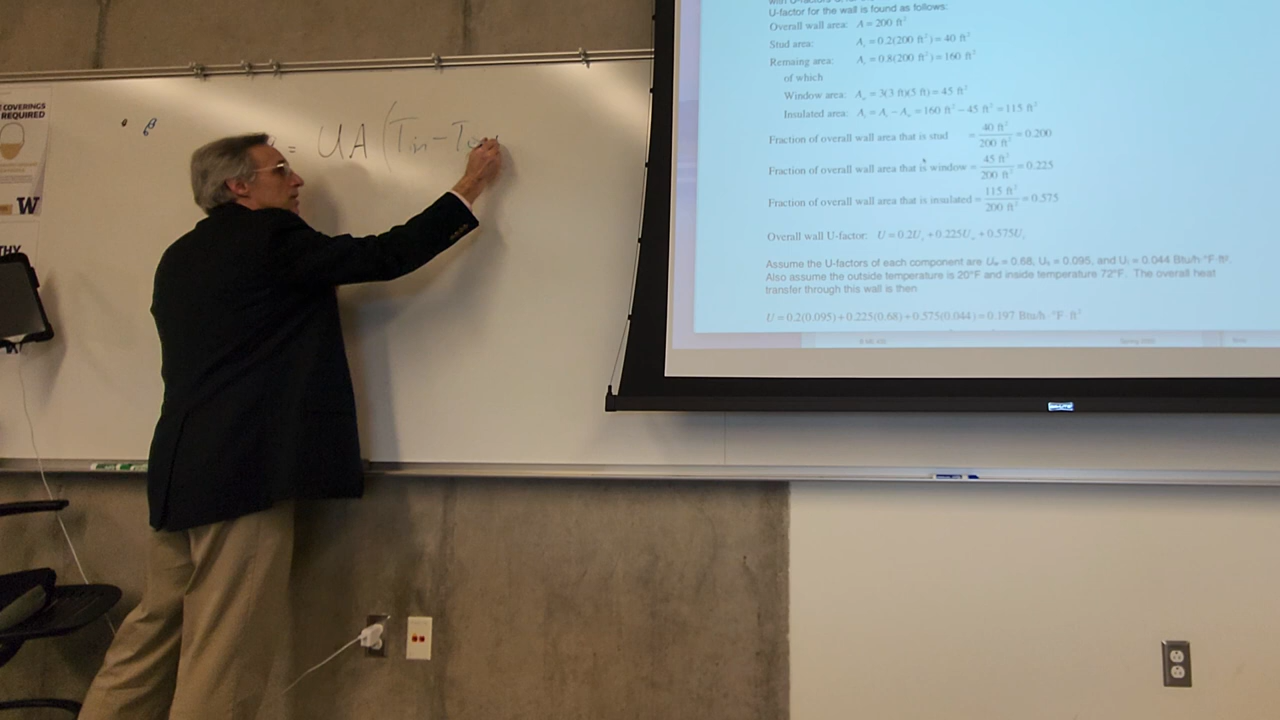 COVERINGS
REQUIRED
W
THY
= UA (Tin - To
U-factor for the wall is found as follows:
Overall wall area: A = 200 ft²
Stud area: Aₛ = 0.2(200 ft²) = 40 ft²
Remaing area: Aᵣ = 0.8(200 ft²) = 160 ft²
of which
Window area: A_w = 3(3 ft)(5 ft) = 45 ft²
Insulated area: Aᵢ = Aᵣ − A_w = 160 ft² − 45 ft² = 115 ft²
Fraction of overall wall area that is stud = 40 ft² / 200 ft² = 0.200
Fraction of overall wall area that is window = 45 ft² / 200 ft² = 0.225
Fraction of overall wall area that is insulated = 115 ft² / 200 ft² = 0.575
Overall wall U-factor: U = 0.2Uₛ + 0.225U_w + 0.575Uᵢ
Assume the U-factors of each component are U_w = 0.68, Uₛ = 0.095, and Uᵢ = 0.044 Btu/h·°F·ft².
Also assume the outside temperature is 20°F and inside temperature 72°F. The overall heat
transfer through this wall is then
U = 0.2(0.095) + 0.225(0.68) + 0.575(0.044) = 0.197 Btu/h·°F·ft²